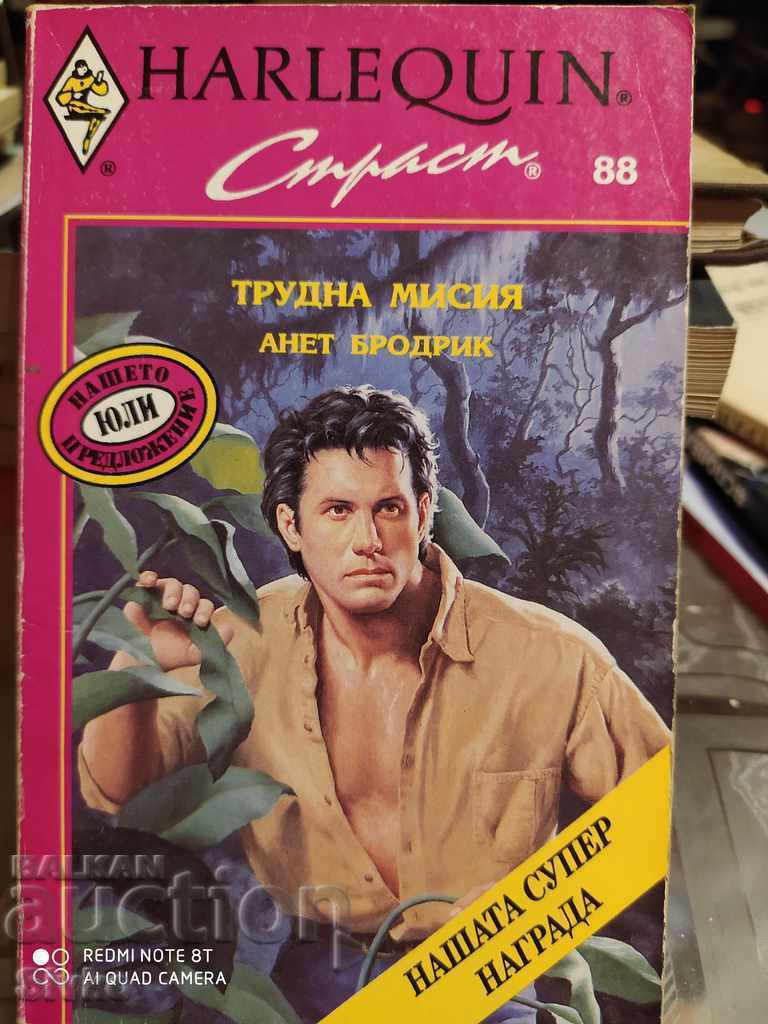 HARLEQUIN®
®
Страст® 88
ТРУДНА МИСИЯ
АНЕТ БРОДРИК
НАШЕТО
ЮЛИ
ПРЕДЛОЖЕНИЕ
НАШАТА СУПЕР
НАГРАДА
BALKAN
auction
REDMI NOTE 8T
AI QUAD CAMERA